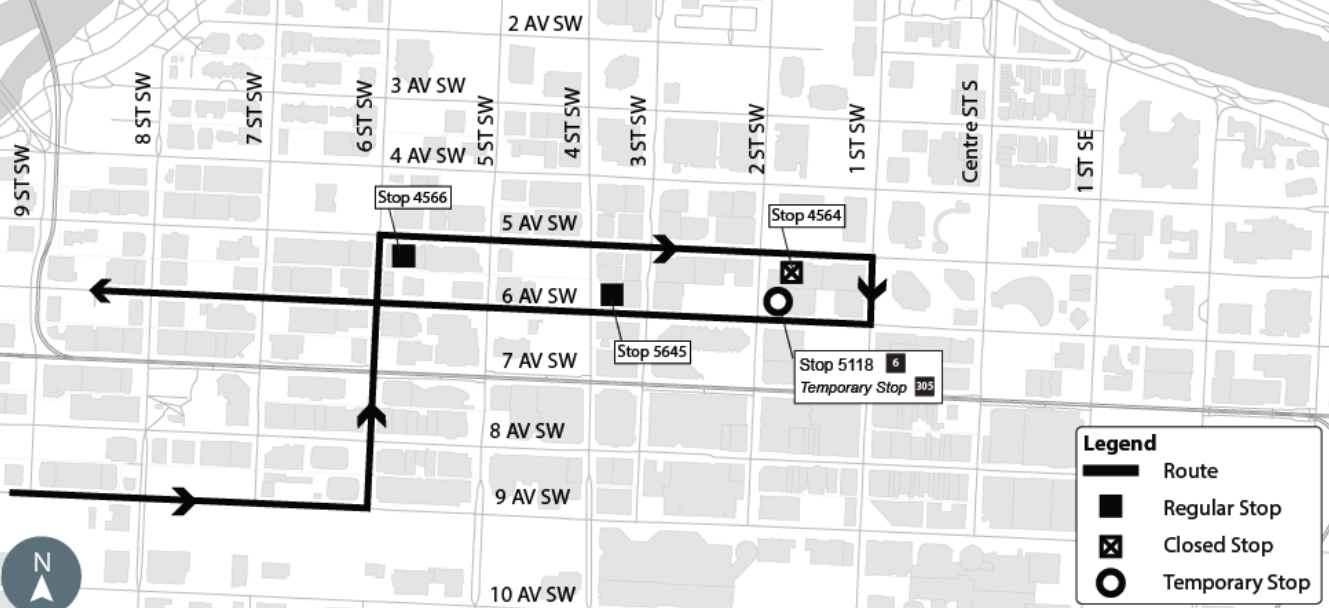 2 AV SW
3 AV SW
4 AV SW
9 ST SW
8 ST SW
7 ST SW
6 ST SW
5 ST SW
4 ST SW
3 ST SW
2 ST SW
1 ST SW
Centre ST S
1 ST SE
Stop 4566
5 AV SW
Stop 4564
6 AV SW
Stop 5645
7 AV SW
Stop 5118 6
Temporary Stop 305
8 AV SW
9 AV SW
10 AV SW
N
Legend
Route
Regular Stop
Closed Stop
Temporary Stop